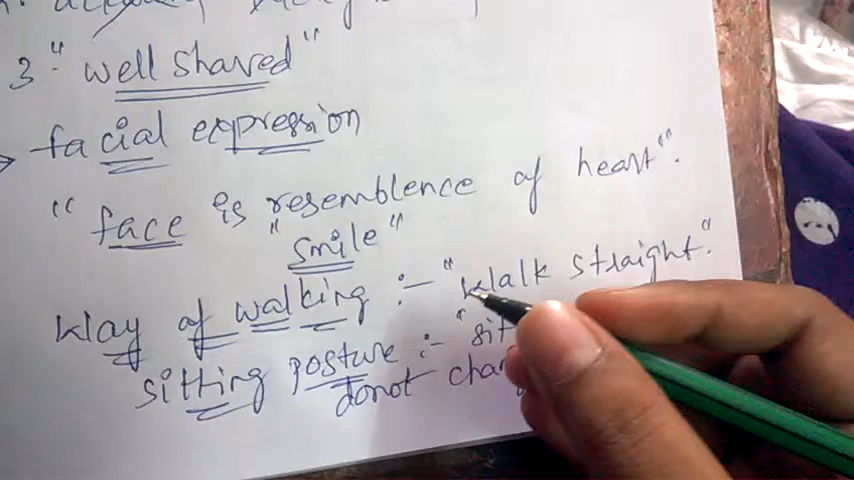 3 "well shaved"
→ facial expression
"face is resemblence of heart".
"smile"
Way of walking :- "Walk straight."
sitting posture :- "sit
donot